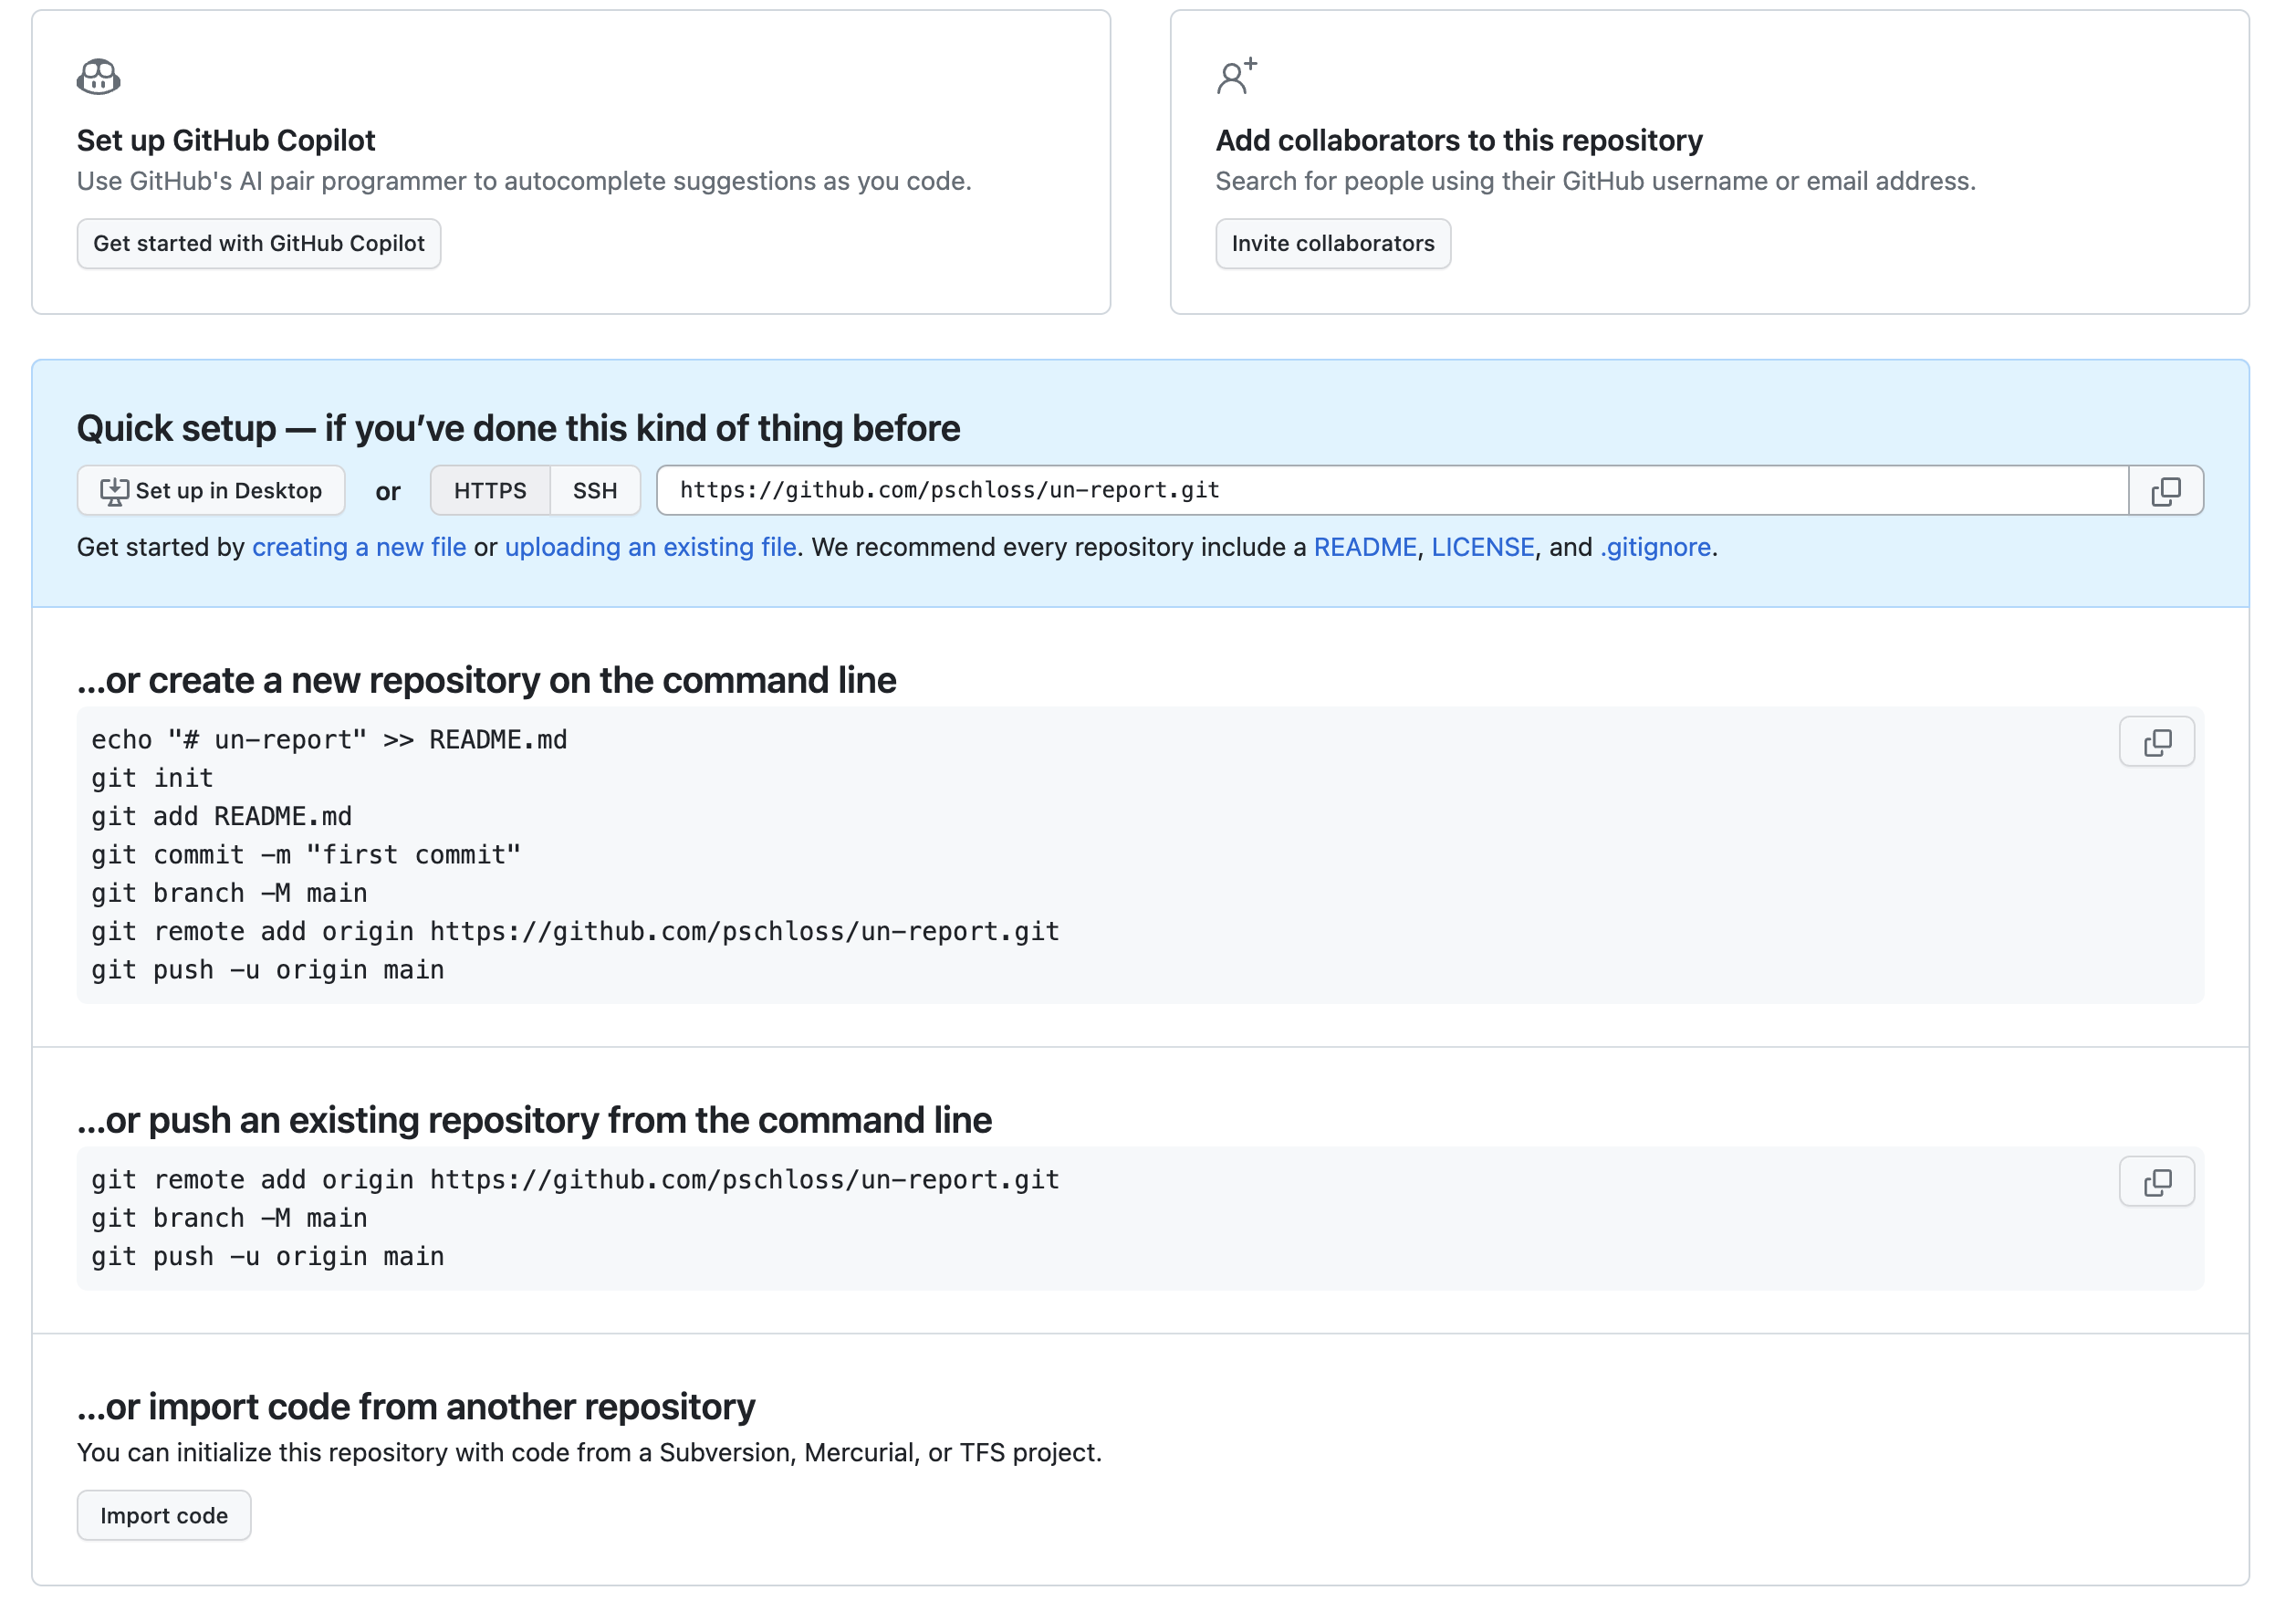 Set up GitHub Copilot
Use GitHub's AI pair programmer to autocomplete suggestions as you code.
Get started with GitHub Copilot
Add collaborators to this repository
Search for people using their GitHub username or email address.
Invite collaborators
Quick setup — if you’ve done this kind of thing before
Set up in Desktop or HTTPS SSH https://github.com/pschloss/un-report.git
Get started by creating a new file or uploading an existing file. We recommend every repository include a README, LICENSE, and .gitignore.
…or create a new repository on the command line
echo "# un-report" >> README.md
git init
git add README.md
git commit -m "first commit"
git branch -M main
git remote add origin https://github.com/pschloss/un-report.git
git push -u origin main
…or push an existing repository from the command line
git remote add origin https://github.com/pschloss/un-report.git
git branch -M main
git push -u origin main
…or import code from another repository
You can initialize this repository with code from a Subversion, Mercurial, or TFS project.
Import code